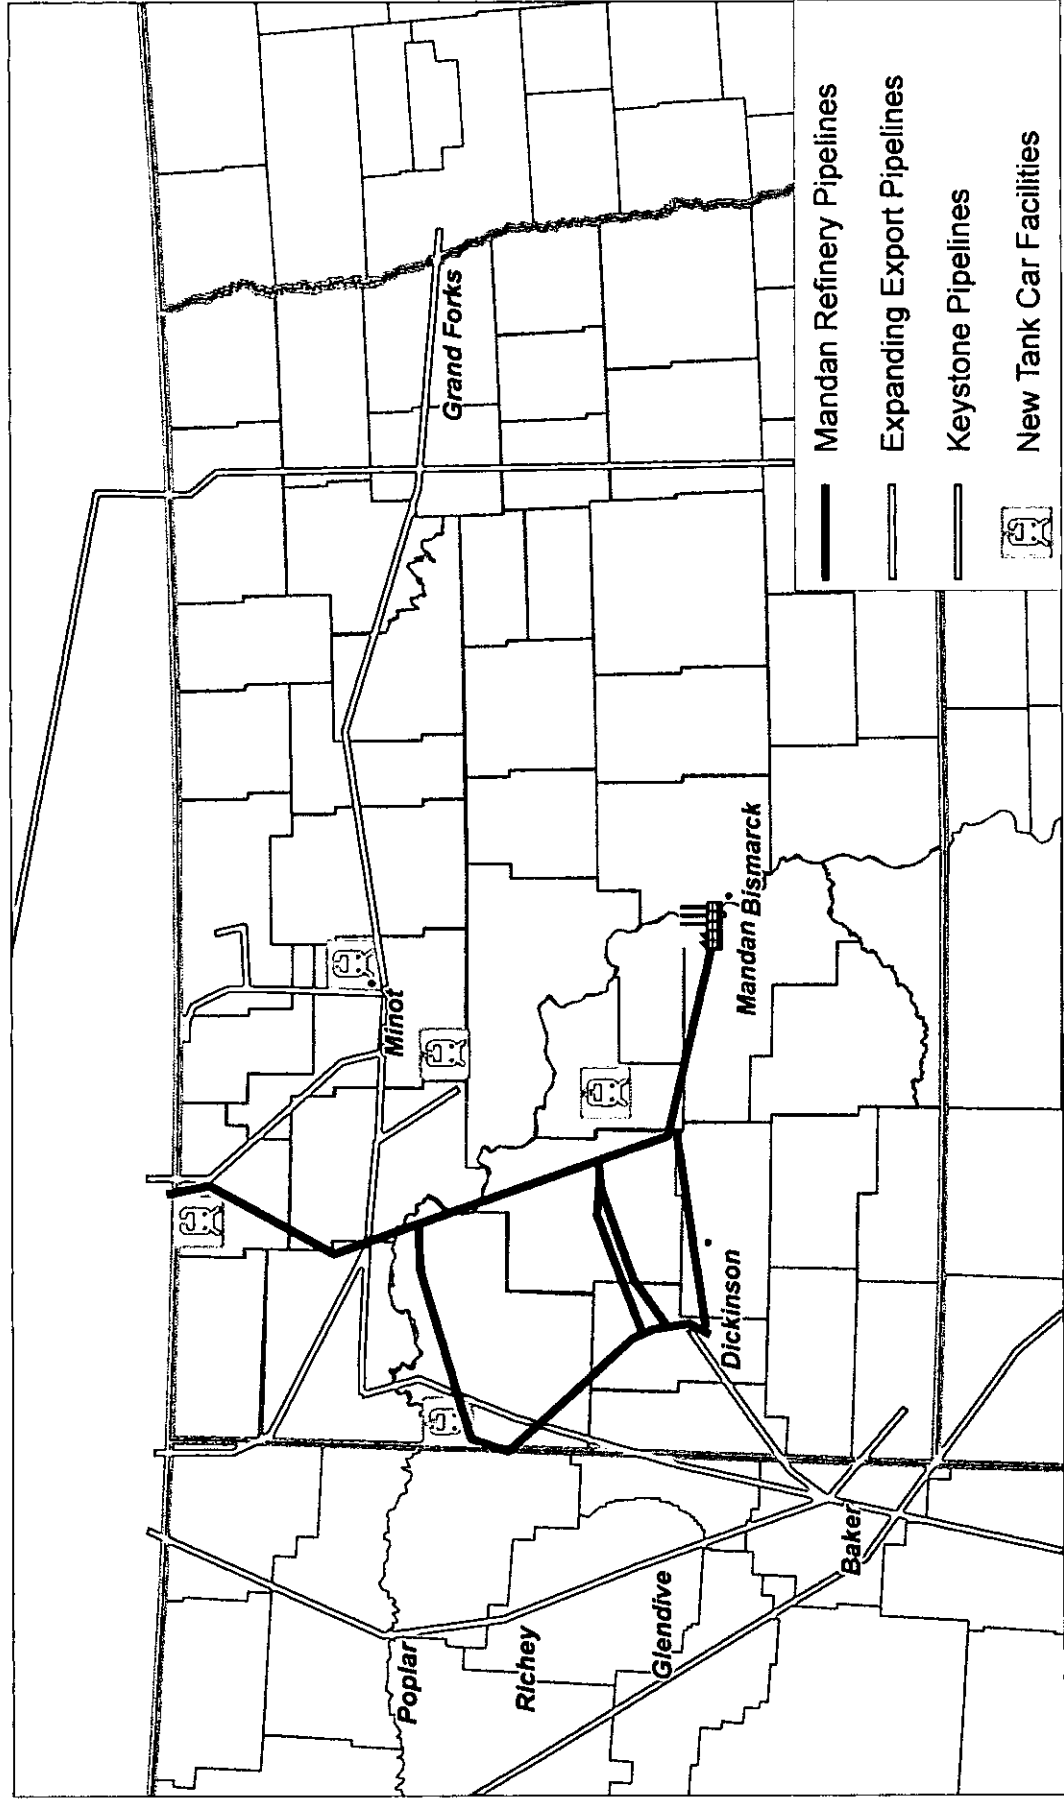 Poplar
Richey
Glendive
Baker
Minot
Grand Forks
Dickinson
Mandan
Bismarck
Mandan Refinery Pipelines
Expanding Export Pipelines
Keystone Pipelines
New Tank Car Facilities